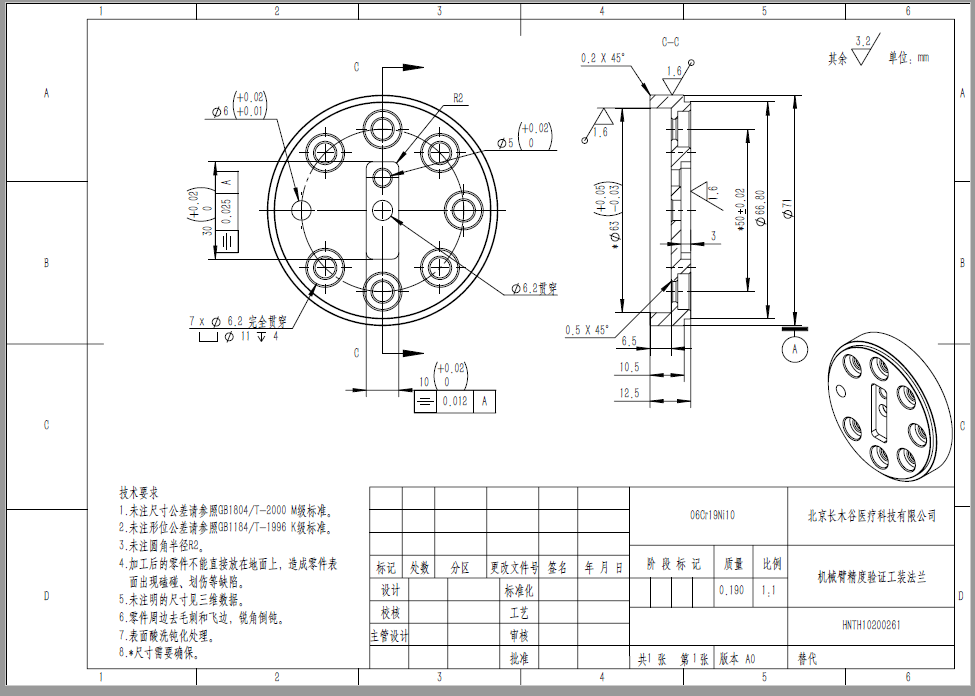 1 2 3 4 5 6
A
B
C
D
A
B
C
D
C
C-C
0.2 X 45°
其余 3.2 单位: mm
1.6
1.6
1.6
R2
⌀6 (+0.02 +0.01)
⌀5 (+0.02 0)
30 (+0.02 0)
0.025 A
⌀6.2贯穿
7 x ⌀ 6.2 完全贯穿
⌴ ⌀ 11 ↧ 4
C
10 (+0.02 0)
0.012 A
*⌀63 (+0.05 -0.03)
3
*50±0.02
⌀66.80
⌀71
0.5 X 45°
6.5
10.5
12.5
A
技术要求
1.未注尺寸公差请参照GB1804/T-2000 M级标准。
2.未注形位公差请参照GB1184/T-1996 K级标准。
3.未注圆角半径R2。
4.加工后的零件不能直接放在地面上，造成零件表
面出现磕碰、划伤等缺陷。
5.未注明的尺寸见三维数据。
6.零件周边去毛刺和飞边，锐角倒钝。
7.表面酸洗钝化处理。
8.*尺寸需要确保。
06Cr19Ni10 北京长木谷医疗科技有限公司
标记 处数 分区 更改文件号 签名 年 月 日
阶 段 标 记 质量 比例
0.190 1:1
机械臂精度验证工装法兰
设计 标准化
校核 工艺
主管设计 审核
批准
HNTH10200261
共1 张 第1 张 版本 A0 替代
1 2 3 4 5 6